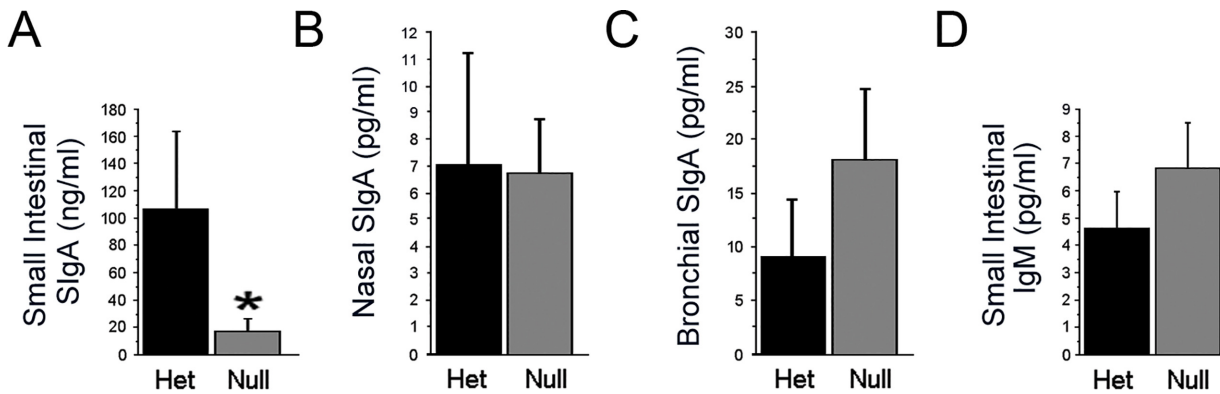 A
Small Intestinal
SIgA (ng/ml)
180
160
140
120
100
80
60
40
20
0
*
Het Null
B
Nasal SIgA (pg/ml)
12
11
10
9
8
7
6
5
4
3
2
1
0
Het Null
C
Bronchial SIgA (pg/ml)
30
25
20
15
10
5
0
Het Null
D
Small Intestinal
IgM (pg/ml)
9
8
7
6
5
4
3
2
1
0
Het Null